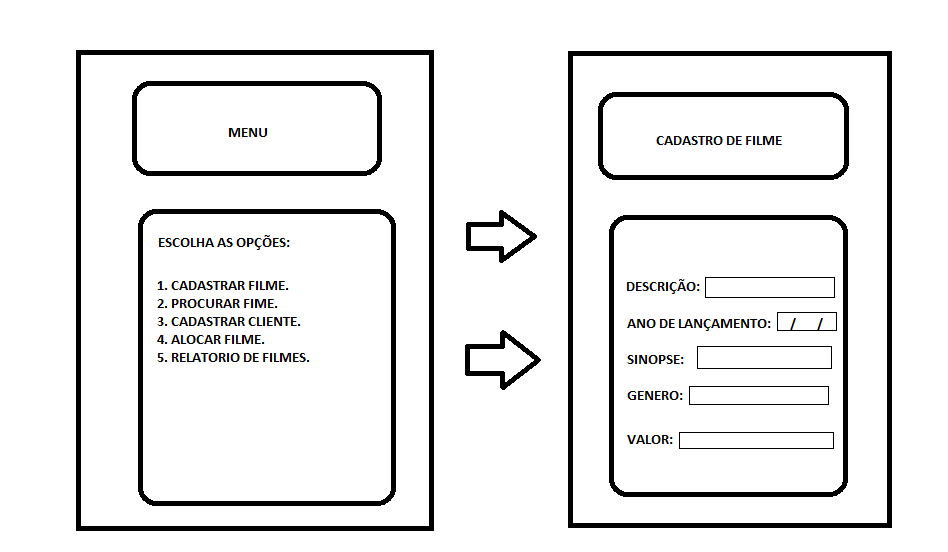 MENU
ESCOLHA AS OPÇÕES:
1. CADASTRAR FILME.
2. PROCURAR FIME.
3. CADASTRAR CLIENTE.
4. ALOCAR FILME.
5. RELATORIO DE FILMES.
CADASTRO DE FILME
DESCRIÇÃO:
ANO DE LANÇAMENTO: / /
SINOPSE:
GENERO:
VALOR: